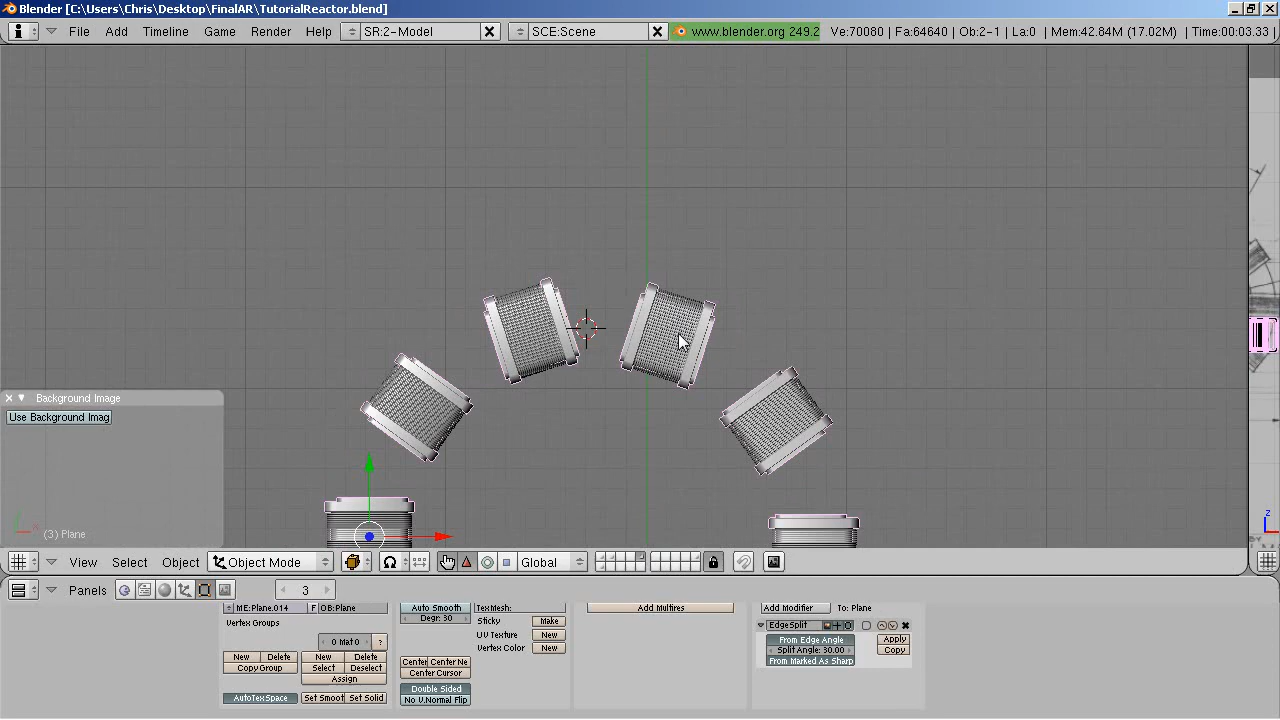 Blender [C:\Users\Chris\Desktop\FinalAR\TutorialReactor.blend]
File Add Timeline Game Render Help SR:2-Model SCE:Scene www.blender.org 249.2 Ve:70080 | Fa:64640 | Ob:2-1 | La:0 | Mem:42.84M (17.02M) | Time:00:03.33
Background Image
Use Background Imag
(3) Plane
z
View Select Object Object Mode Global
Panels 3
ME:Plane.014 F OB:Plane
Vertex Groups
0 Mat 0 ?
New Delete New Delete
Copy Group Select Deselect
Assign
AutoTexSpace Set Smoot Set Solid
Auto Smooth
Degr: 30
TexMesh:
Sticky Make
UV Texture New
Vertex Color New
Center Center Ne
Center Cursor
Double Sided
No V.Normal Flip
Add Multires
Add Modifier To: Plane
EdgeSplit
From Edge Angle Apply
Split Angle: 30.00 Copy
From Marked As Sharp